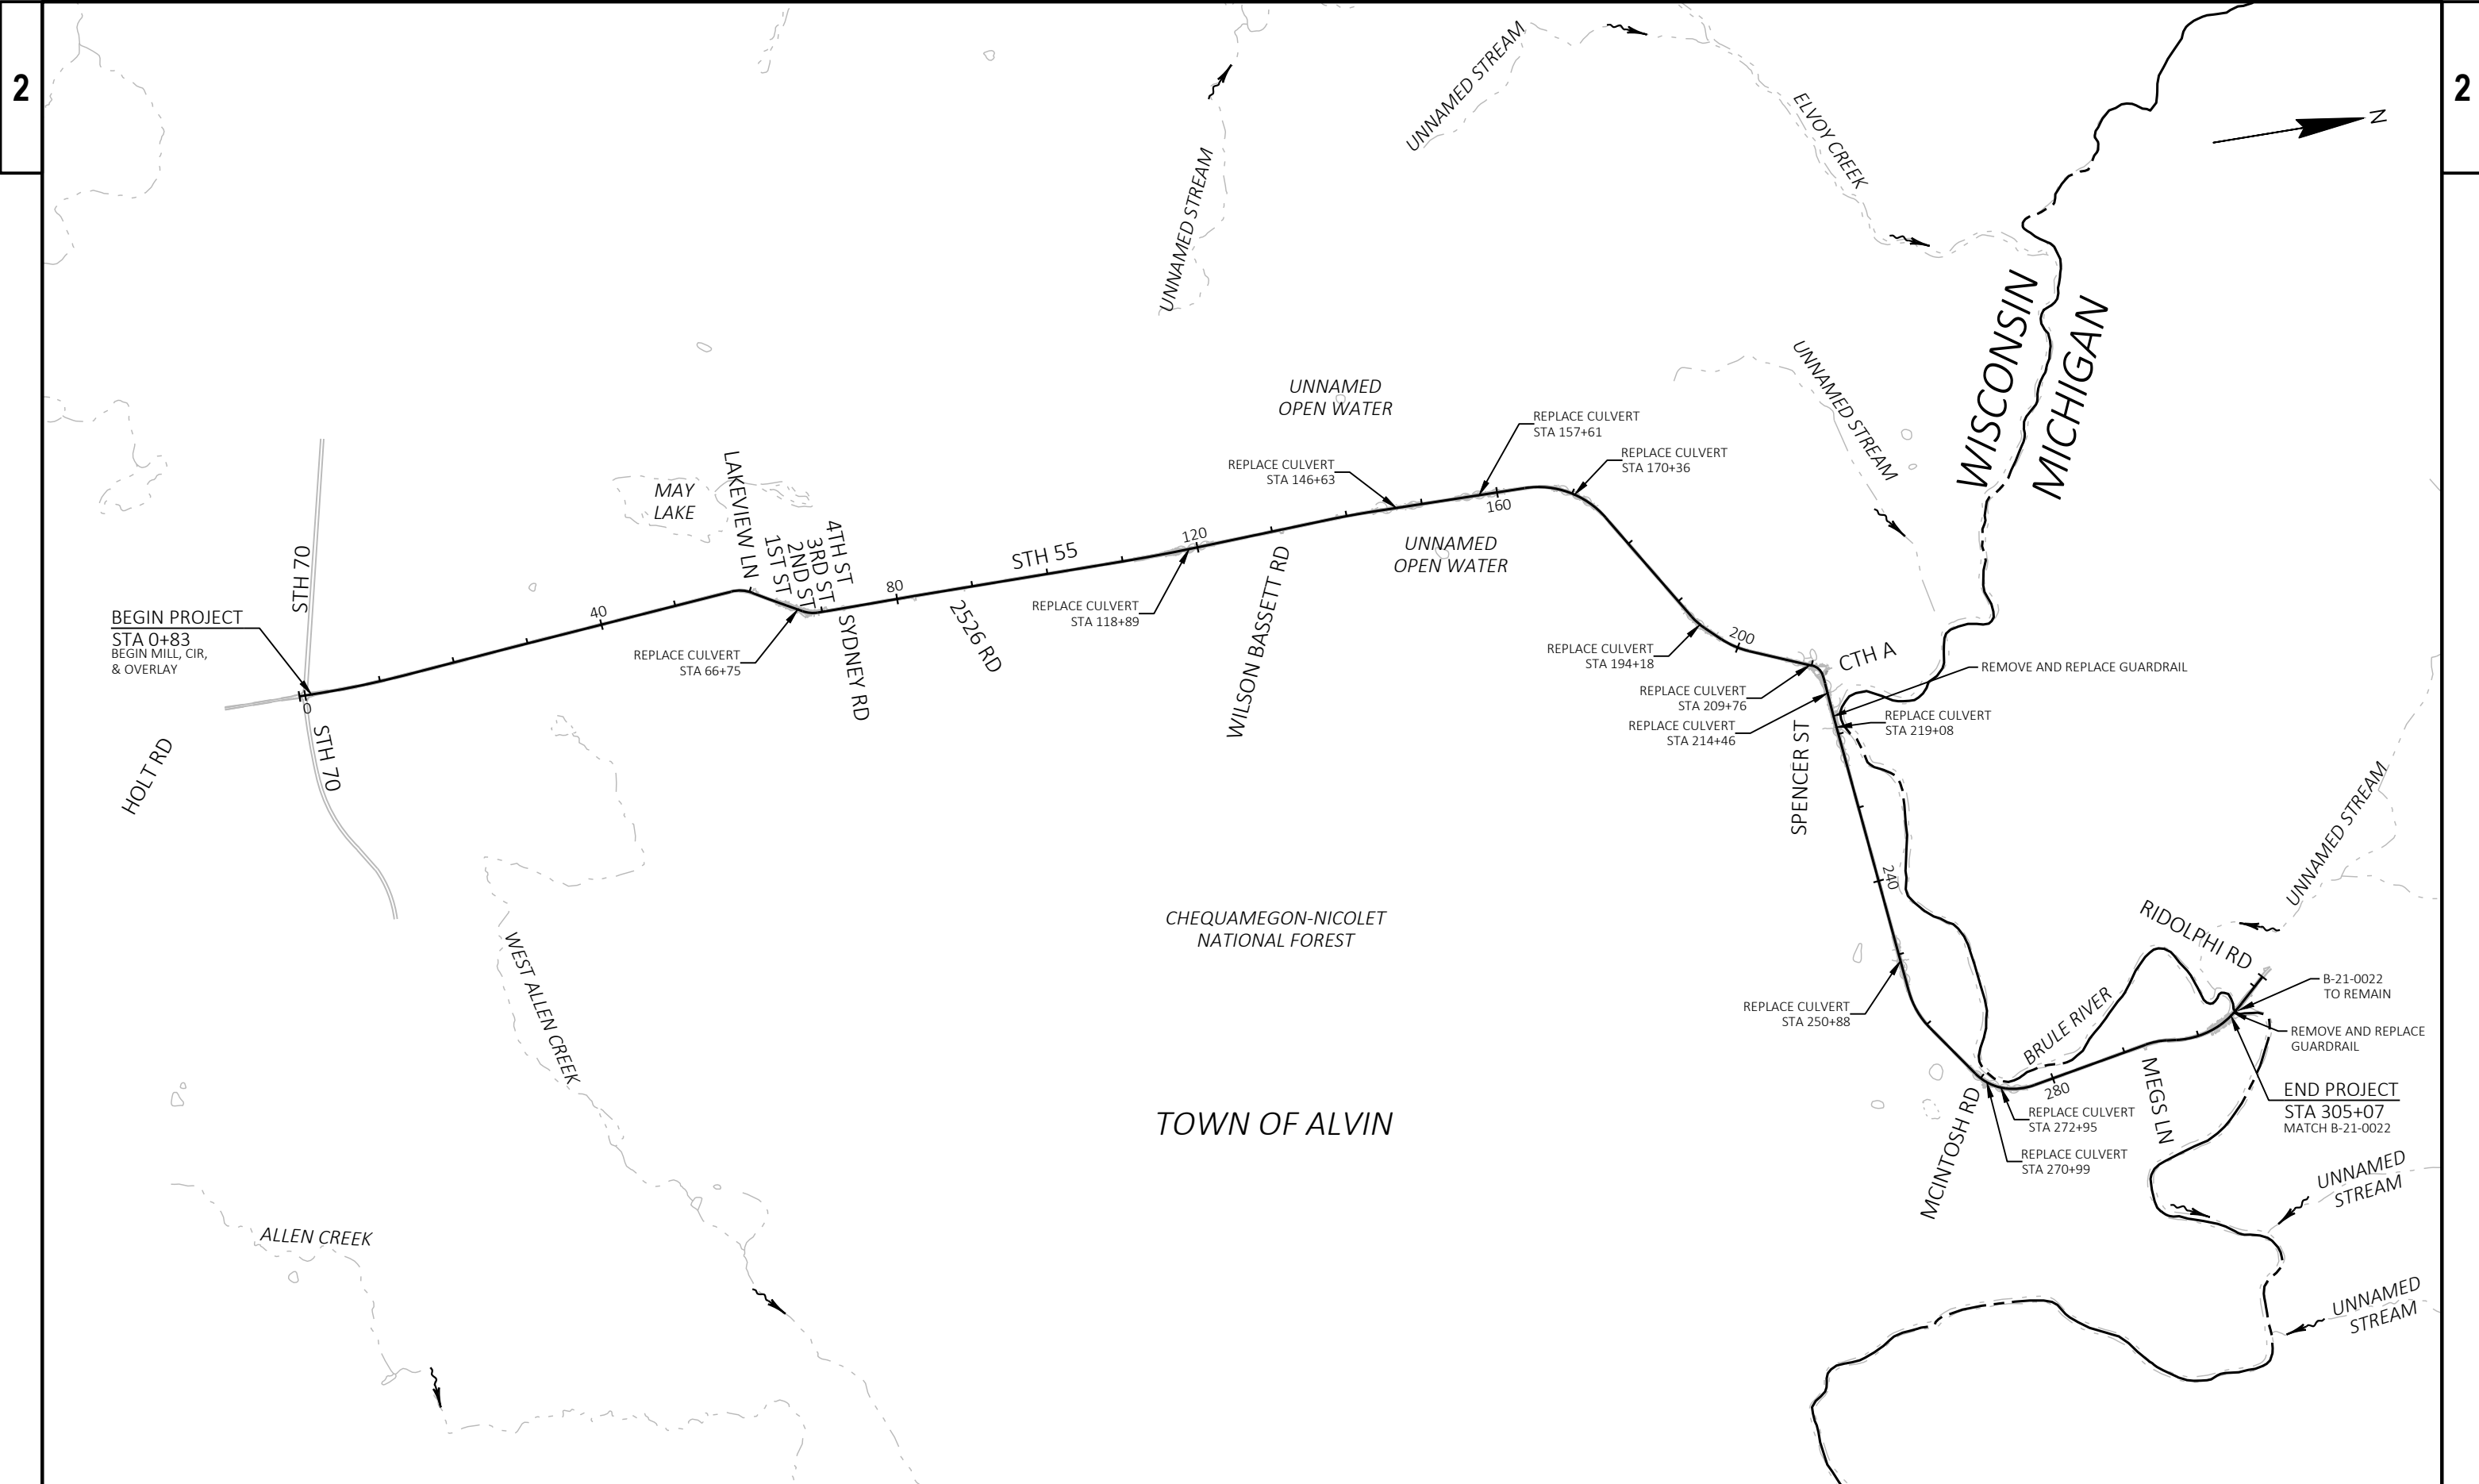 2
2
N
UNNAMED STREAM
UNNAMED STREAM
ELVOY CREEK
WISCONSIN
MICHIGAN
UNNAMED STREAM
UNNAMED
OPEN WATER
REPLACE CULVERT
STA 157+61
REPLACE CULVERT
STA 146+63
REPLACE CULVERT
STA 170+36
MAY
LAKE
LAKEVIEW LN
1ST ST
2ND ST
3RD ST
4TH ST
STH 70
STH 55
120
160
UNNAMED
OPEN WATER
80
40
BEGIN PROJECT
STA 0+83
BEGIN MILL, CIR,
& OVERLAY
0
REPLACE CULVERT
STA 66+75
SYDNEY RD
2526 RD
REPLACE CULVERT
STA 118+89
WILSON BASSETT RD
REPLACE CULVERT
STA 194+18
200
CTH A
REMOVE AND REPLACE GUARDRAIL
REPLACE CULVERT
STA 209+76
REPLACE CULVERT
STA 214+46
REPLACE CULVERT
STA 219+08
SPENCER ST
HOLT RD
STH 70
240
UNNAMED STREAM
CHEQUAMEGON-NICOLET
NATIONAL FOREST
RIDOLPHI RD
WEST ALLEN CREEK
B-21-0022
TO REMAIN
REPLACE CULVERT
STA 250+88
BRULE RIVER
REMOVE AND REPLACE
GUARDRAIL
280
MEGS LN
END PROJECT
STA 305+07
MATCH B-21-0022
TOWN OF ALVIN
MCINTOSH RD
REPLACE CULVERT
STA 272+95
REPLACE CULVERT
STA 270+99
UNNAMED
STREAM
ALLEN CREEK
UNNAMED
STREAM